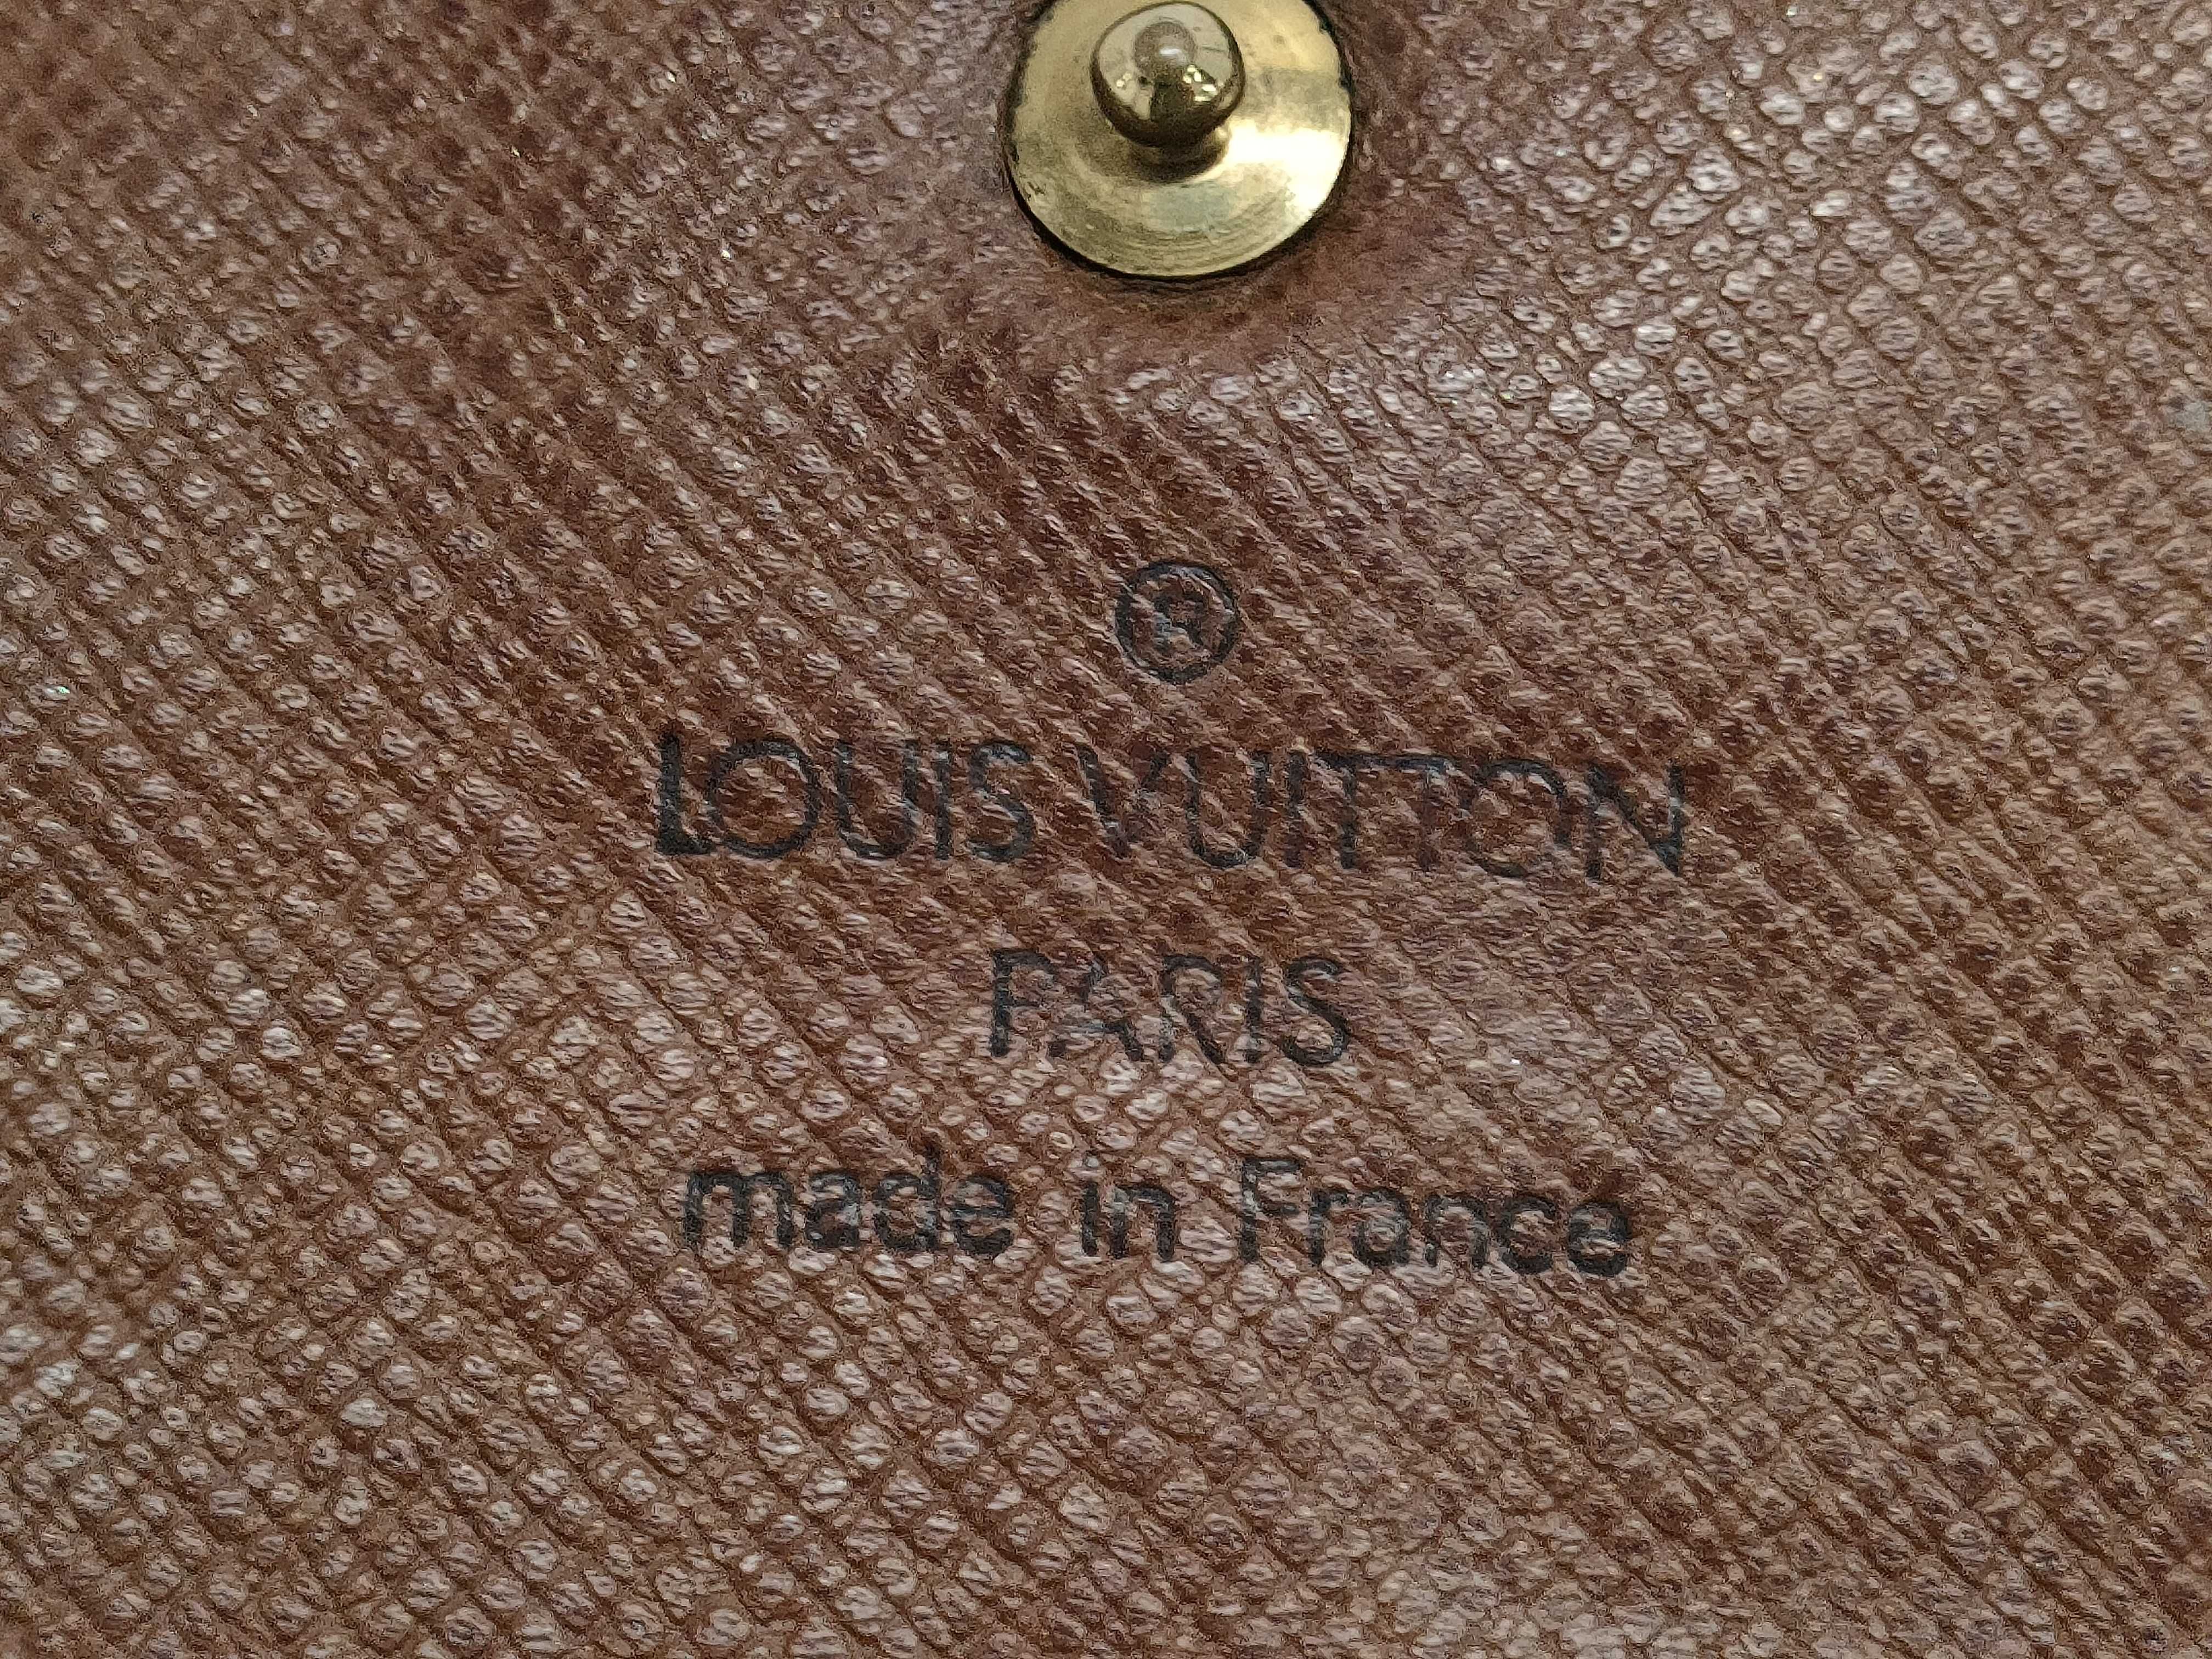 ®
LOUIS VUITTON
PARIS
made in France